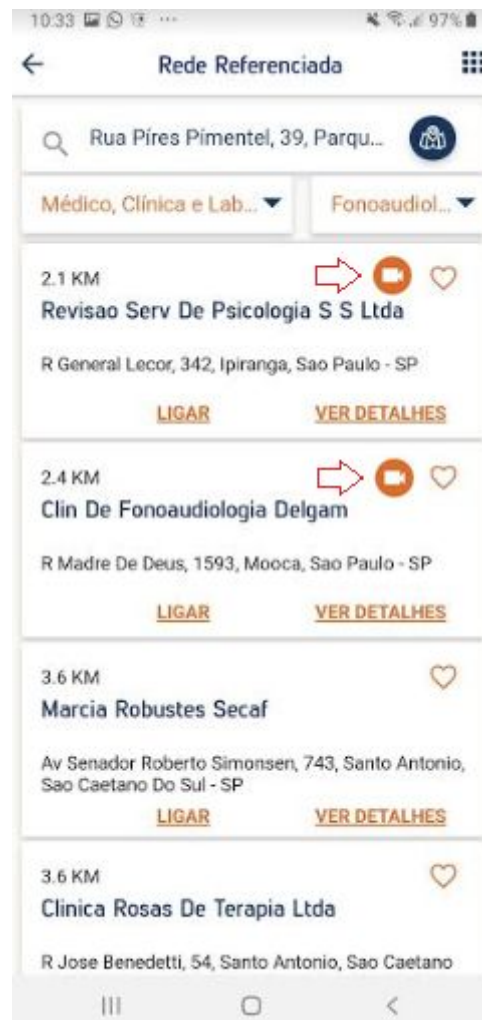 10:33 ... 97%
Rede Referenciada
Rua Píres Pímentel, 39, Parqu...
Médico, Clínica e Lab... Fonoaudiol...
2.1 KM
Revisao Serv De Psicologia S S Ltda
R General Lecor, 342, Ipiranga, Sao Paulo - SP
LIGAR VER DETALHES
2.4 KM
Clin De Fonoaudiologia Delgam
R Madre De Deus, 1593, Mooca, Sao Paulo - SP
LIGAR VER DETALHES
3.6 KM
Marcia Robustes Secaf
Av Senador Roberto Simonsen, 743, Santo Antonio,
Sao Caetano Do Sul - SP
LIGAR VER DETALHES
3.6 KM
Clinica Rosas De Terapia Ltda
R Jose Benedetti, 54, Santo Antonio, Sao Caetano